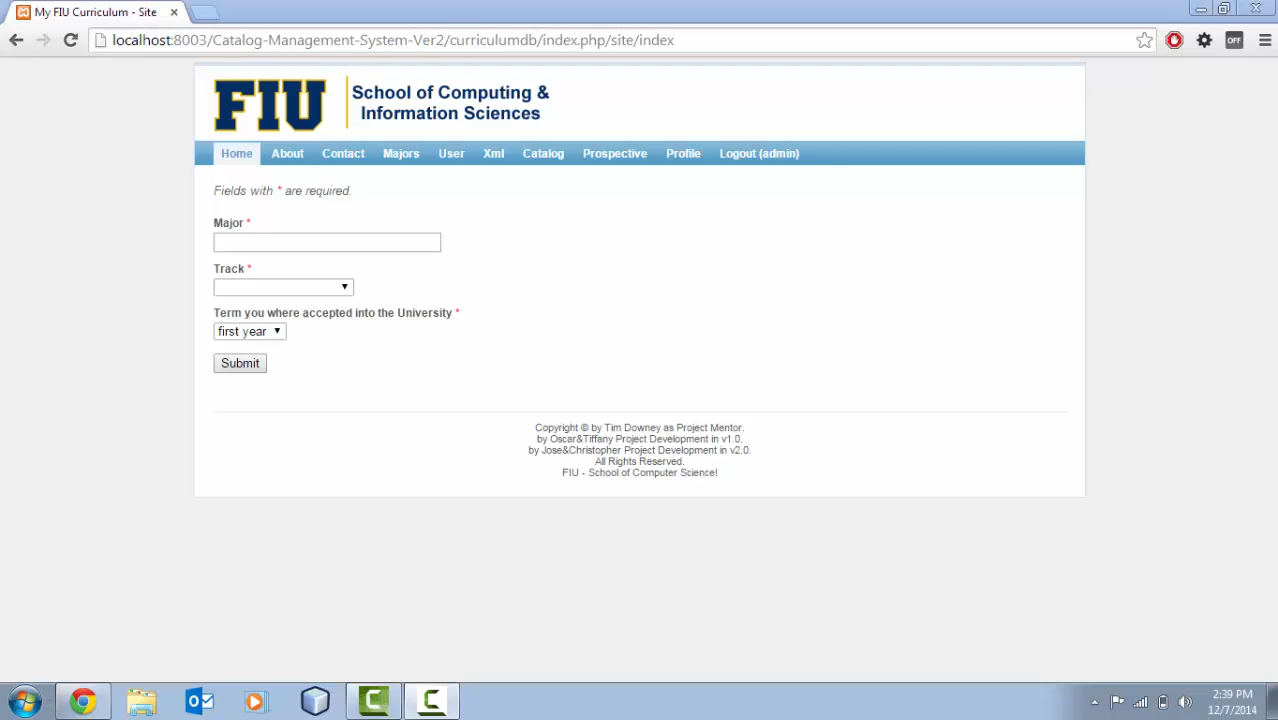 My FIU Curriculum - Site
localhost:8003/Catalog-Management-System-Ver2/curriculumdb/index.php/site/index
OFF
FIU
School of Computing &
Information Sciences
Home About Contact Majors User Xml Catalog Prospective Profile Logout (admin)
Fields with * are required.
Major *
Track *
Term you where accepted into the University *
first year
Submit
Copyright © by Tim Downey as Project Mentor.
by Oscar&Tiffany Project Development in v1.0.
by Jose&Christopher Project Development in v2.0.
All Rights Reserved.
FIU - School of Computer Science!
2:39 PM
12/7/2014